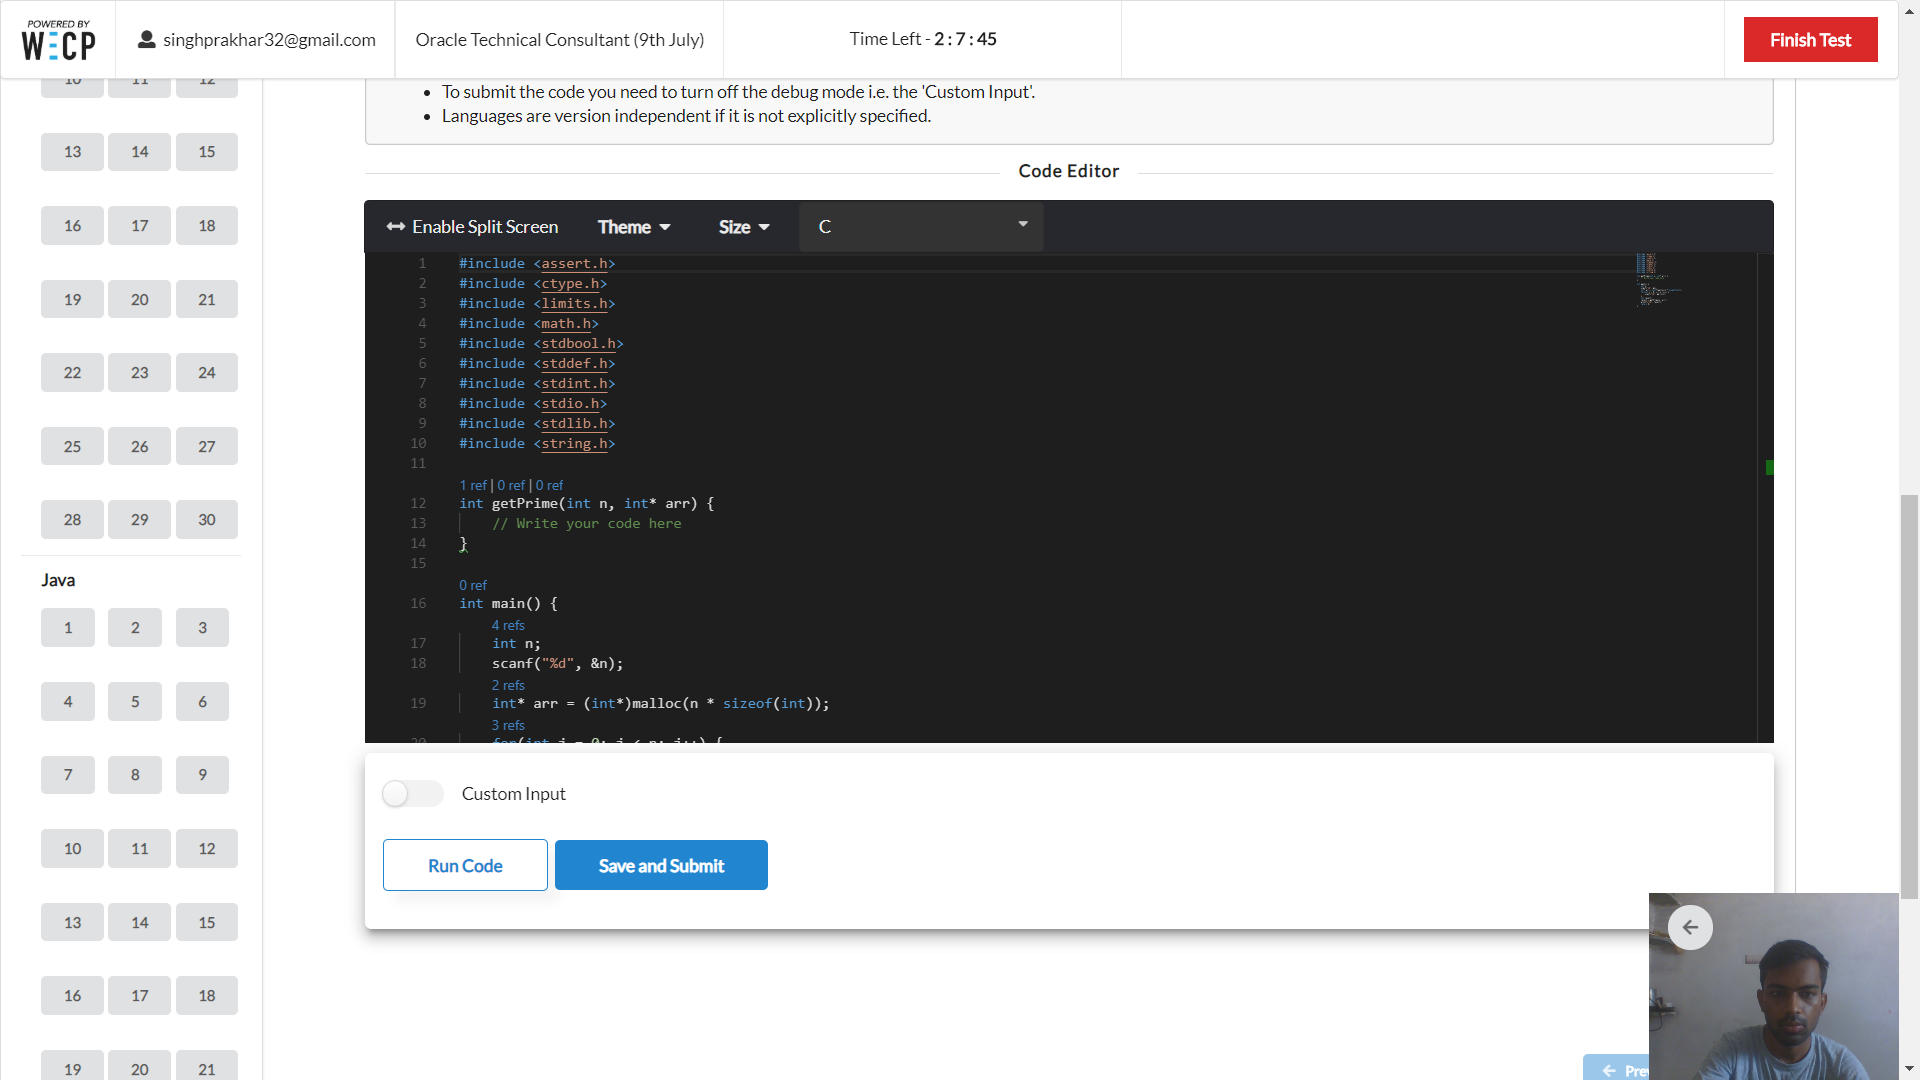 POWERED BY
WECP
singhprakhar32@gmail.com
Oracle Technical Consultant (9th July)
Time Left - 2 : 7 : 45
Finish Test
10 11 12
13 14 15
16 17 18
19 20 21
22 23 24
25 26 27
28 29 30
Java
1 2 3
4 5 6
7 8 9
10 11 12
13 14 15
16 17 18
19 20 21
To submit the code you need to turn off the debug mode i.e. the 'Custom Input'.
Languages are version independent if it is not explicitly specified.
Code Editor
Enable Split Screen Theme Size C
1 #include <assert.h>
2 #include <ctype.h>
3 #include <limits.h>
4 #include <math.h>
5 #include <stdbool.h>
6 #include <stddef.h>
7 #include <stdint.h>
8 #include <stdio.h>
9 #include <stdlib.h>
10 #include <string.h>
11
1 ref | 0 ref | 0 ref
12 int getPrime(int n, int* arr) {
13 // Write your code here
14 }
15
0 ref
16 int main() {
4 refs
17 int n;
18 scanf("%d", &n);
2 refs
19 int* arr = (int*)malloc(n * sizeof(int));
3 refs
20 for(int i = 0; i < n; i++) {
Custom Input
Run Code
Save and Submit